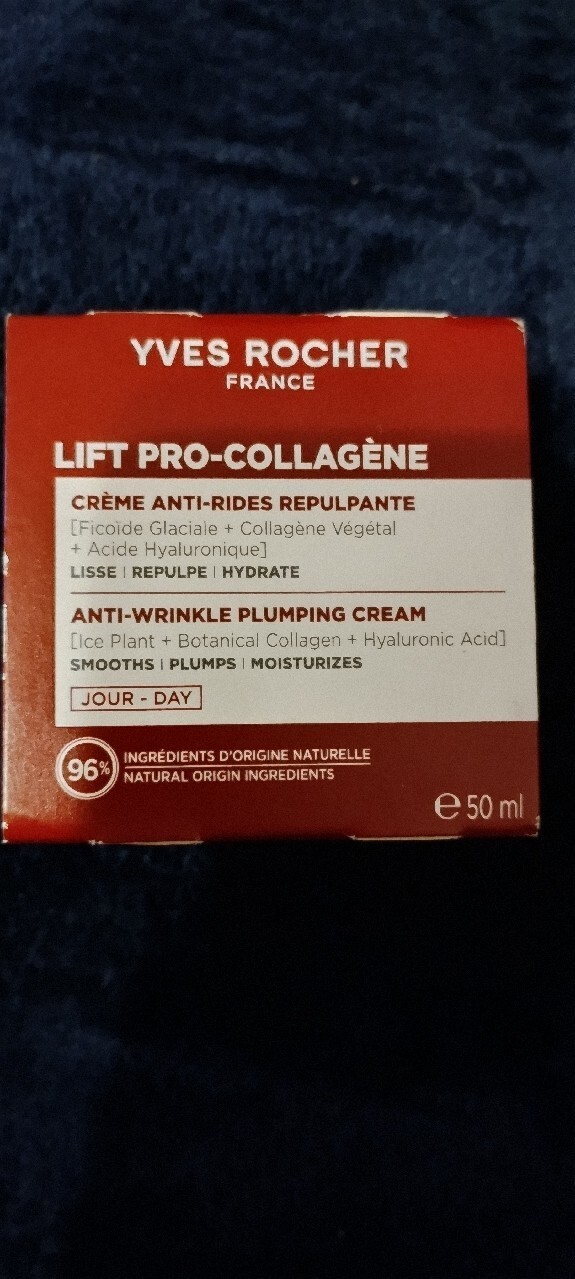 YVES ROCHER
FRANCE
LIFT PRO-COLLAGÈNE
CRÈME ANTI-RIDES REPULPANTE
[Ficoïde Glaciale + Collagène Végétal
+ Acide Hyaluronique]
LISSE | REPULPE | HYDRATE
ANTI-WRINKLE PLUMPING CREAM
[Ice Plant + Botanical Collagen + Hyaluronic Acid]
SMOOTHS | PLUMPS | MOISTURIZES
JOUR - DAY
96%
INGRÉDIENTS D'ORIGINE NATURELLE
NATURAL ORIGIN INGREDIENTS
℮ 50 ml